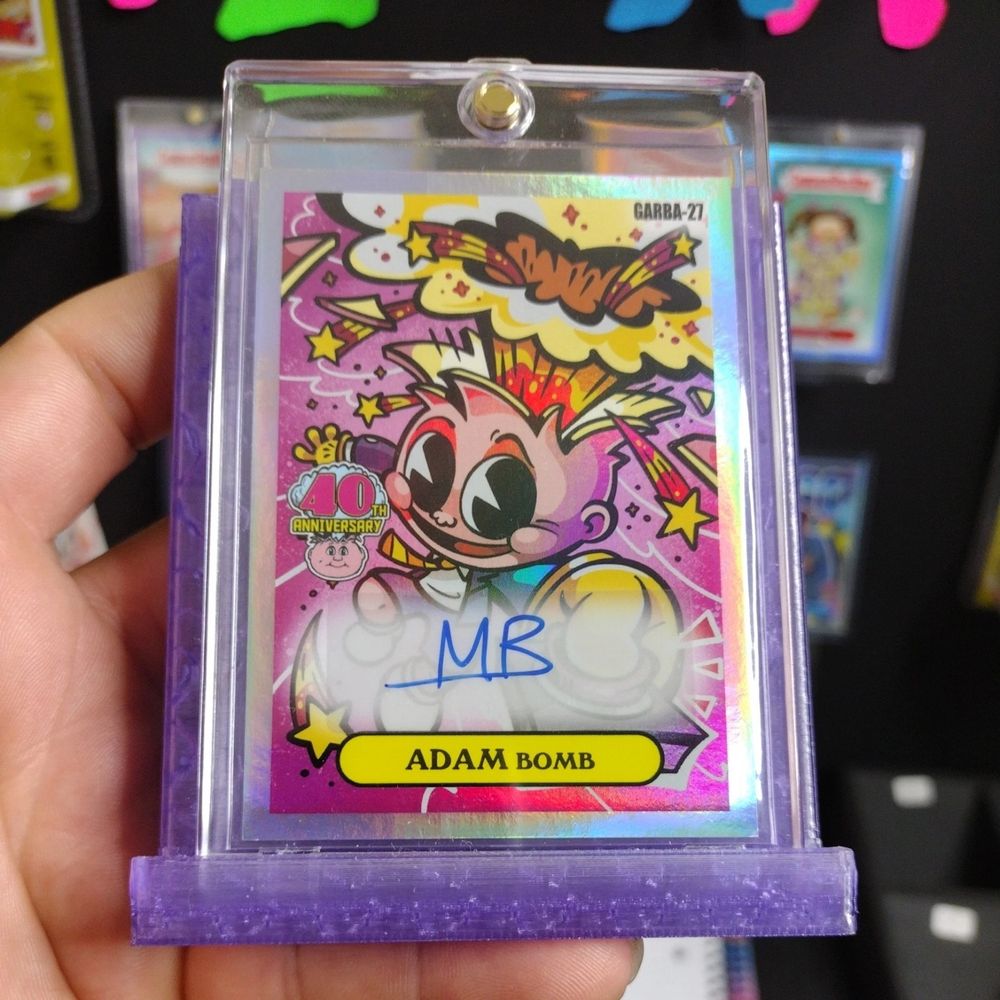 GARBA-27
40TH
ANNIVERSARY
MB
ADAM BOMB